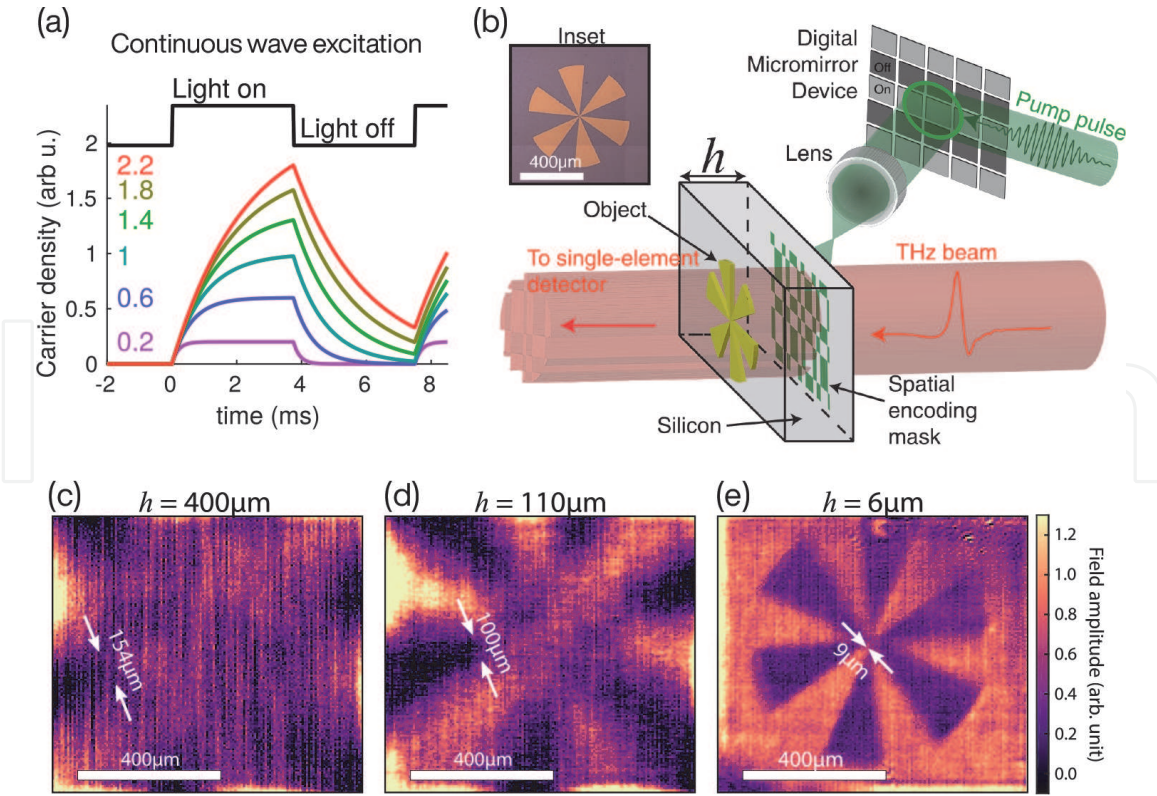 (a)
Continuous wave excitation
Light on
Light off
Carrier density (arb u.)
2
1.5
1
0.5
0
2.2
1.8
1.4
1
0.6
0.2
-2
0
2
4
6
8
time (ms)
(b)
Inset
400μm
Digital
Micromirror
Device
Off
On
Pump pulse
Lens
h
Object
To single-element
detector
THz beam
Silicon
Spatial
encoding
mask
(c)
h = 400μm
154μm
400μm
(d)
h = 110μm
100μm
400μm
(e)
h = 6μm
9μm
400μm
1.2
1.0
0.8
0.6
0.4
0.2
0.0
Field amplitude (arb. unit)